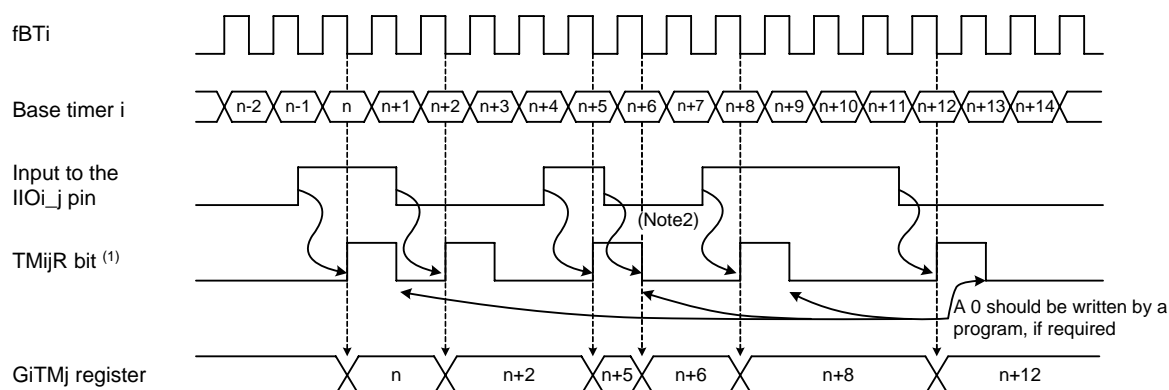 fBTi
Base timer i
n-2 n-1 n n+1 n+2 n+3 n+4 n+5 n+6 n+7 n+8 n+9 n+10 n+11 n+12 n+13 n+14
Input to the
IIOi_j pin
(Note2)
TMijR bit (1)
A 0 should be written by a
program, if required
GiTMj register
n n+2 n+5 n+6 n+8 n+12